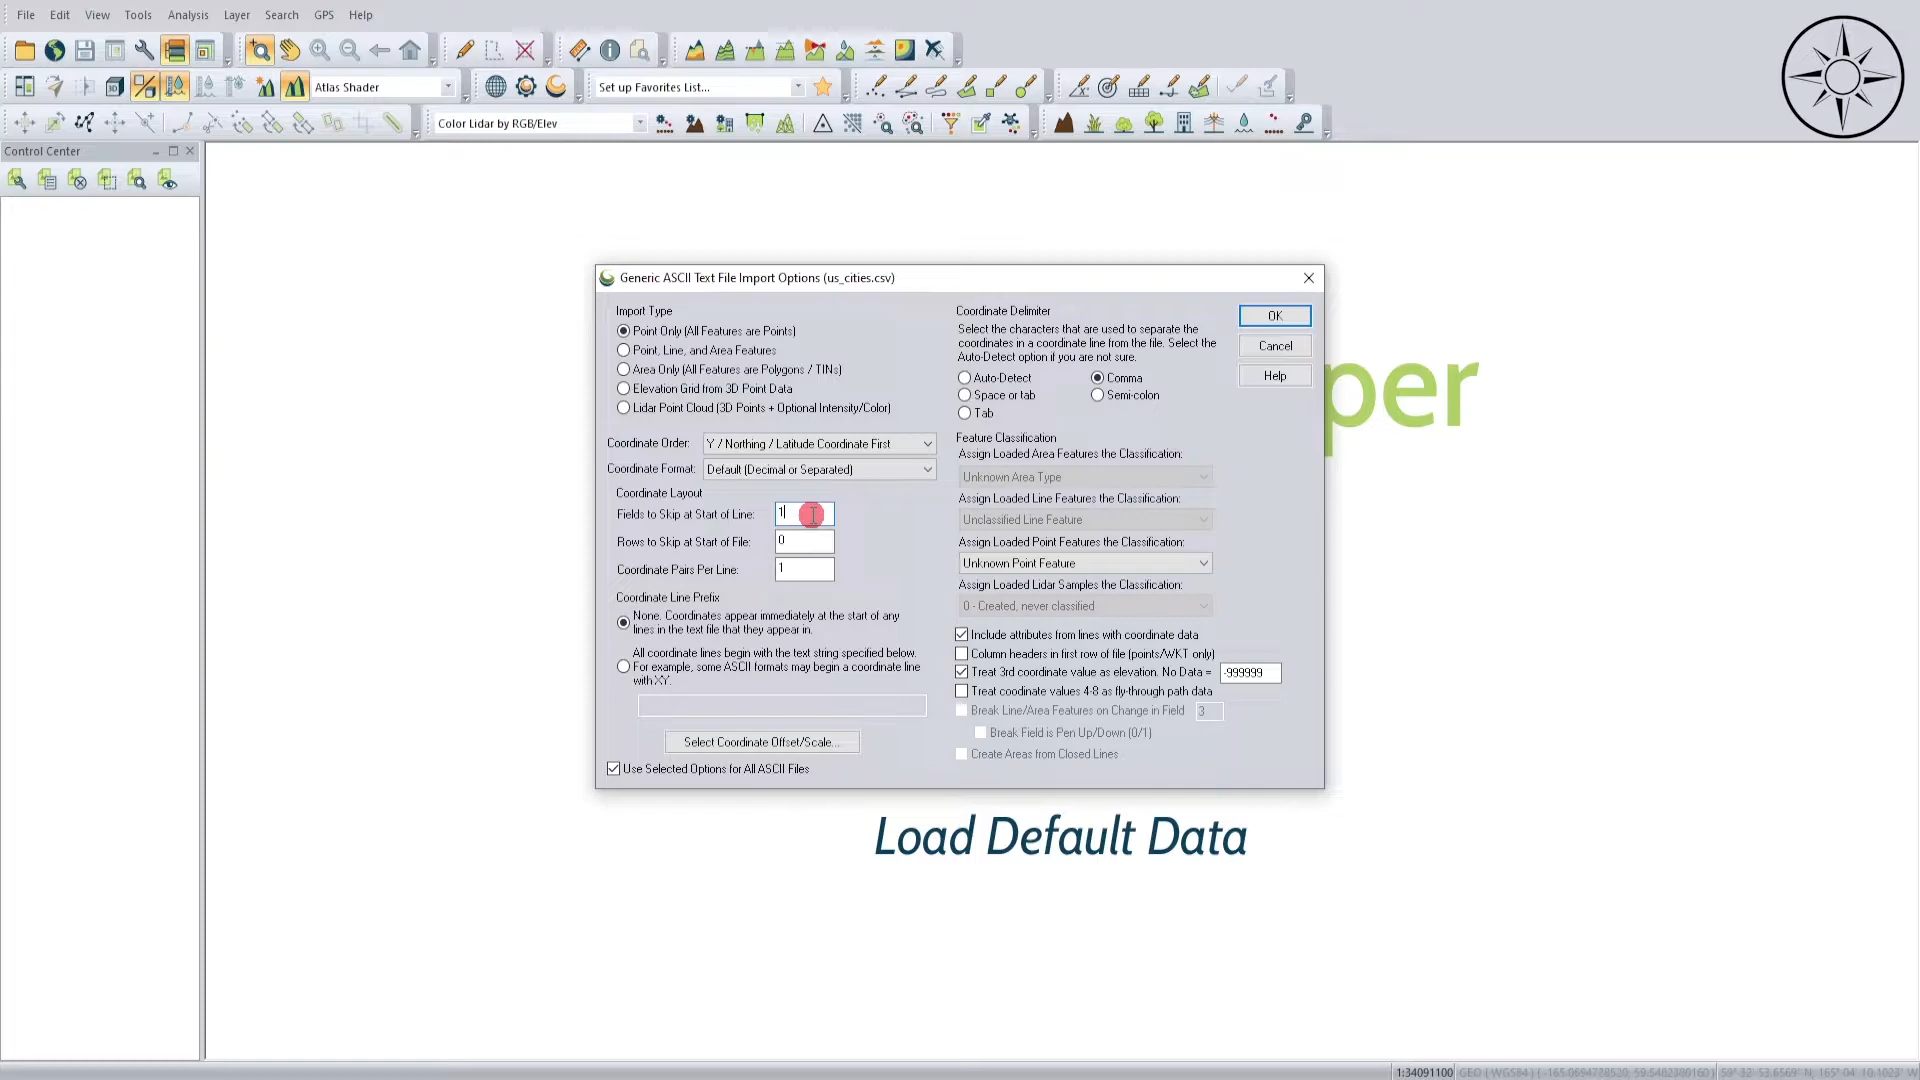 File Edit View Tools Analysis Layer Search GPS Help
Atlas Shader
Set up Favorites List...
Color Lidar by RGB/Elev
Control Center
Generic ASCII Text File Import Options (us_cities.csv)
Import Type
Point Only (All Features are Points)
Point, Line, and Area Features
Area Only (All Features are Polygons / TINs)
Elevation Grid from 3D Point Data
Lidar Point Cloud (3D Points + Optional Intensity/Color)
Coordinate Order: Y / Northing / Latitude Coordinate First
Coordinate Format: Default (Decimal or Separated)
Coordinate Layout
Fields to Skip at Start of Line: 1
Rows to Skip at Start of File: 0
Coordinate Pairs Per Line: 1
Coordinate Line Prefix
None. Coordinates appear immediately at the start of any
lines in the text file that they appear in.
All coordinate lines begin with the text string specified below.
For example, some ASCII formats may begin a coordinate line
with XY.
Select Coordinate Offset/Scale...
Use Selected Options for All ASCII Files
Coordinate Delimiter
Select the characters that are used to separate the
coordinates in a coordinate line from the file. Select the
Auto-Detect option if you are not sure.
Auto-Detect Comma
Space or tab Semi-colon
Tab
Feature Classification
Assign Loaded Area Features the Classification:
Unknown Area Type
Assign Loaded Line Features the Classification:
Unclassified Line Feature
Assign Loaded Point Features the Classification:
Unknown Point Feature
Assign Loaded Lidar Samples the Classification:
0 - Created, never classified
Include attributes from lines with coordinate data
Column headers in first row of file (points/WKT only)
Treat 3rd coordinate value as elevation. No Data = -999999
Treat coodinate values 4-8 as fly-through path data
Break Line/Area Features on Change in Field 3
Break Field is Pen Up/Down (0/1)
Create Areas from Closed Lines
OK
Cancel
Help
per
Load Default Data
1:34091100